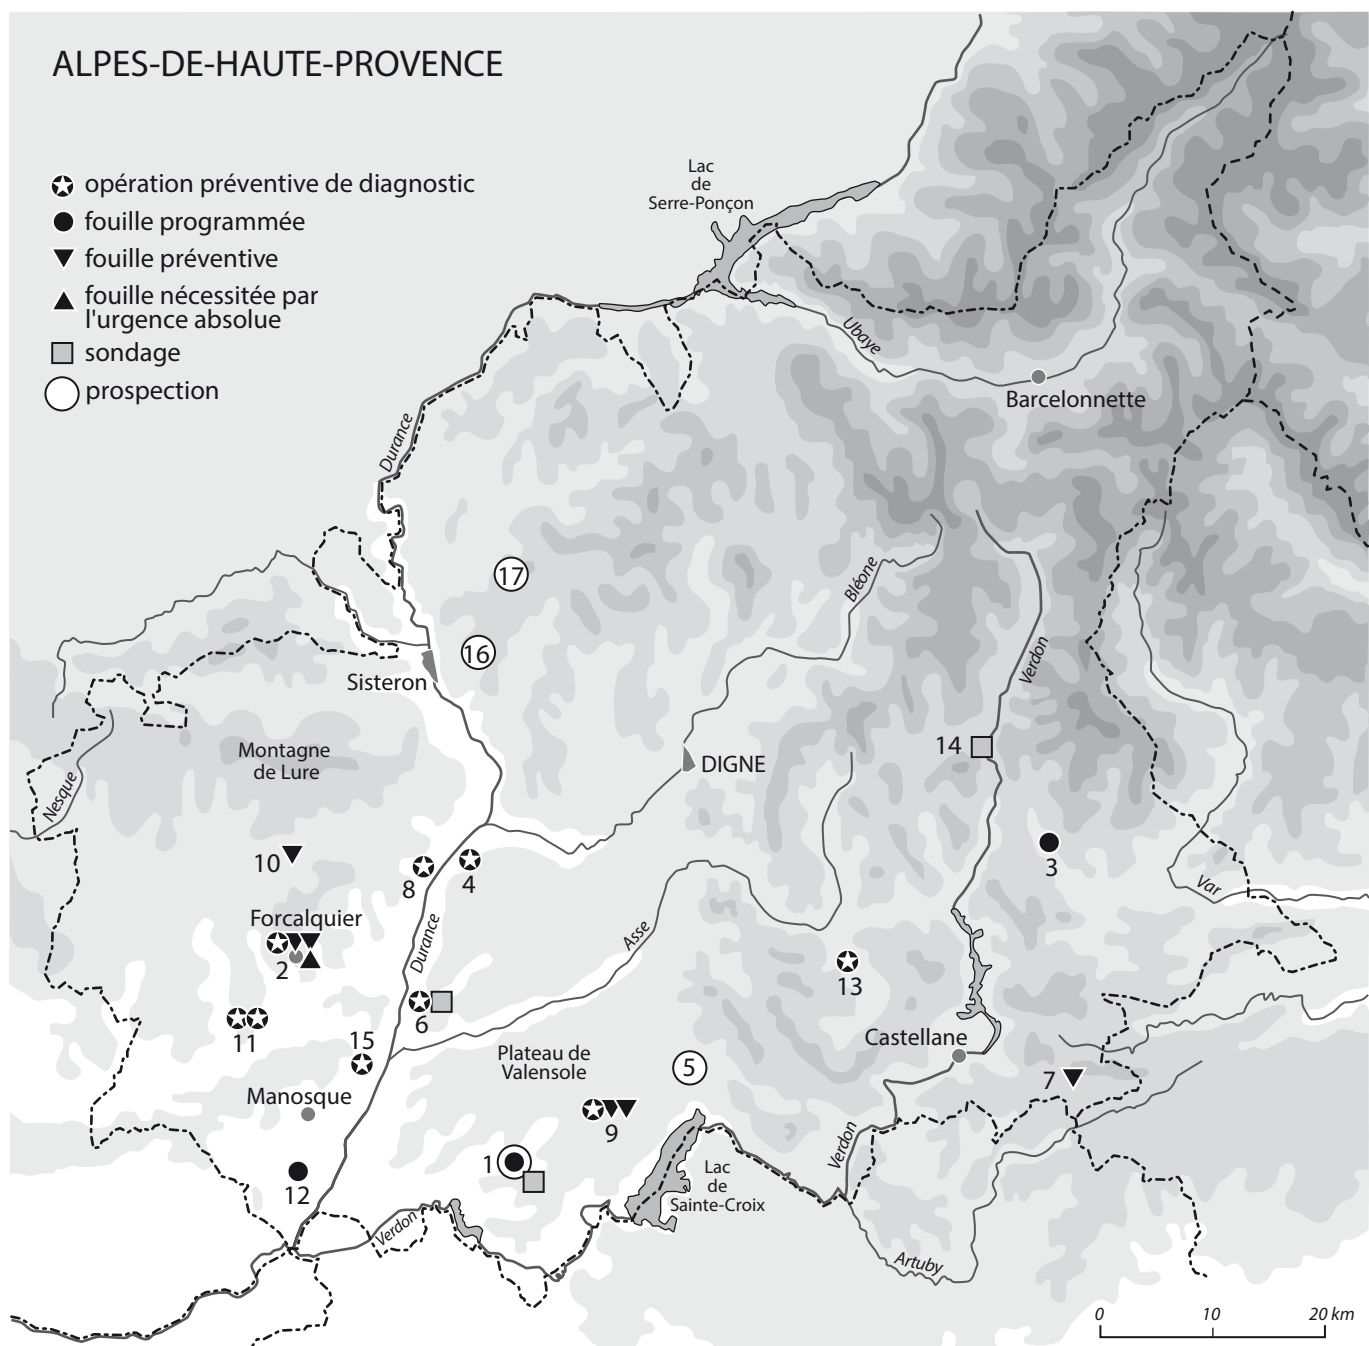 ALPES-DE-HAUTE-PROVENCE
opération préventive de diagnostic
fouille programmée
fouille préventive
fouille nécessitée par
l'urgence absolue
sondage
prospection
Lac
de
Serre-Ponçon
Ubaye
Barcelonnette
Durance
17
Bléone
16
Sisteron
Verdon
Montagne
de Lure
DIGNE
14
Nesque
10
8
4
3
Var
Forcalquier
2
Durance
Asse
13
6
11
15
Castellane
Plateau de
Valensole
5
7
Manosque
9
Verdon
1
12
Lac
de
Sainte-Croix
Verdon
Artuby
0 10 20 km